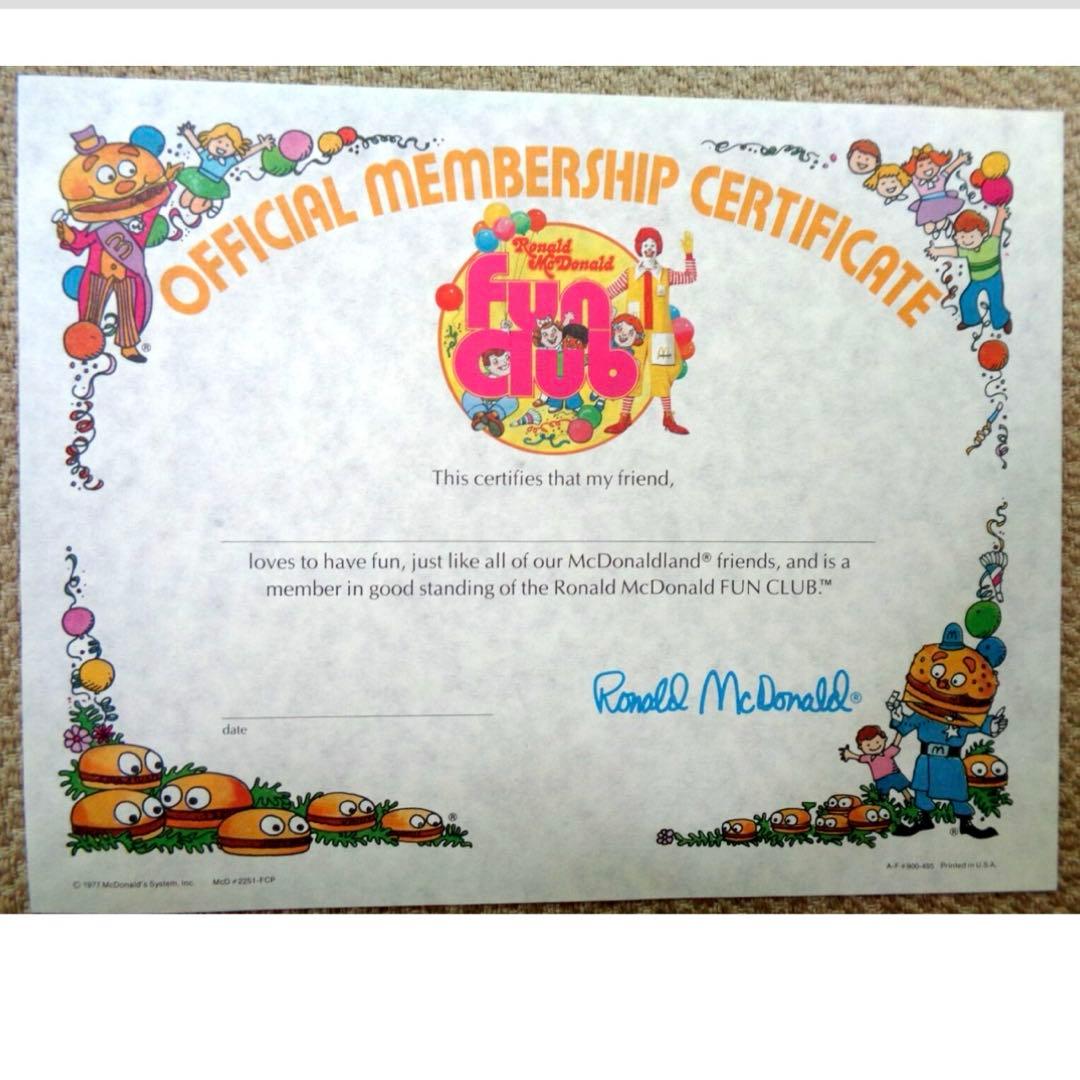 OFFICIAL MEMBERSHIP CERTIFICATE
Ronald
McDonald
fun
club
This certifies that my friend,
loves to have fun, just like all of our McDonaldland® friends, and is a
member in good standing of the Ronald McDonald FUN CLUB.™
Ronald McDonald®
date
© 1977 McDonald's System, Inc. McD #2251-FCP
A-F #900-455 Printed in U.S.A.